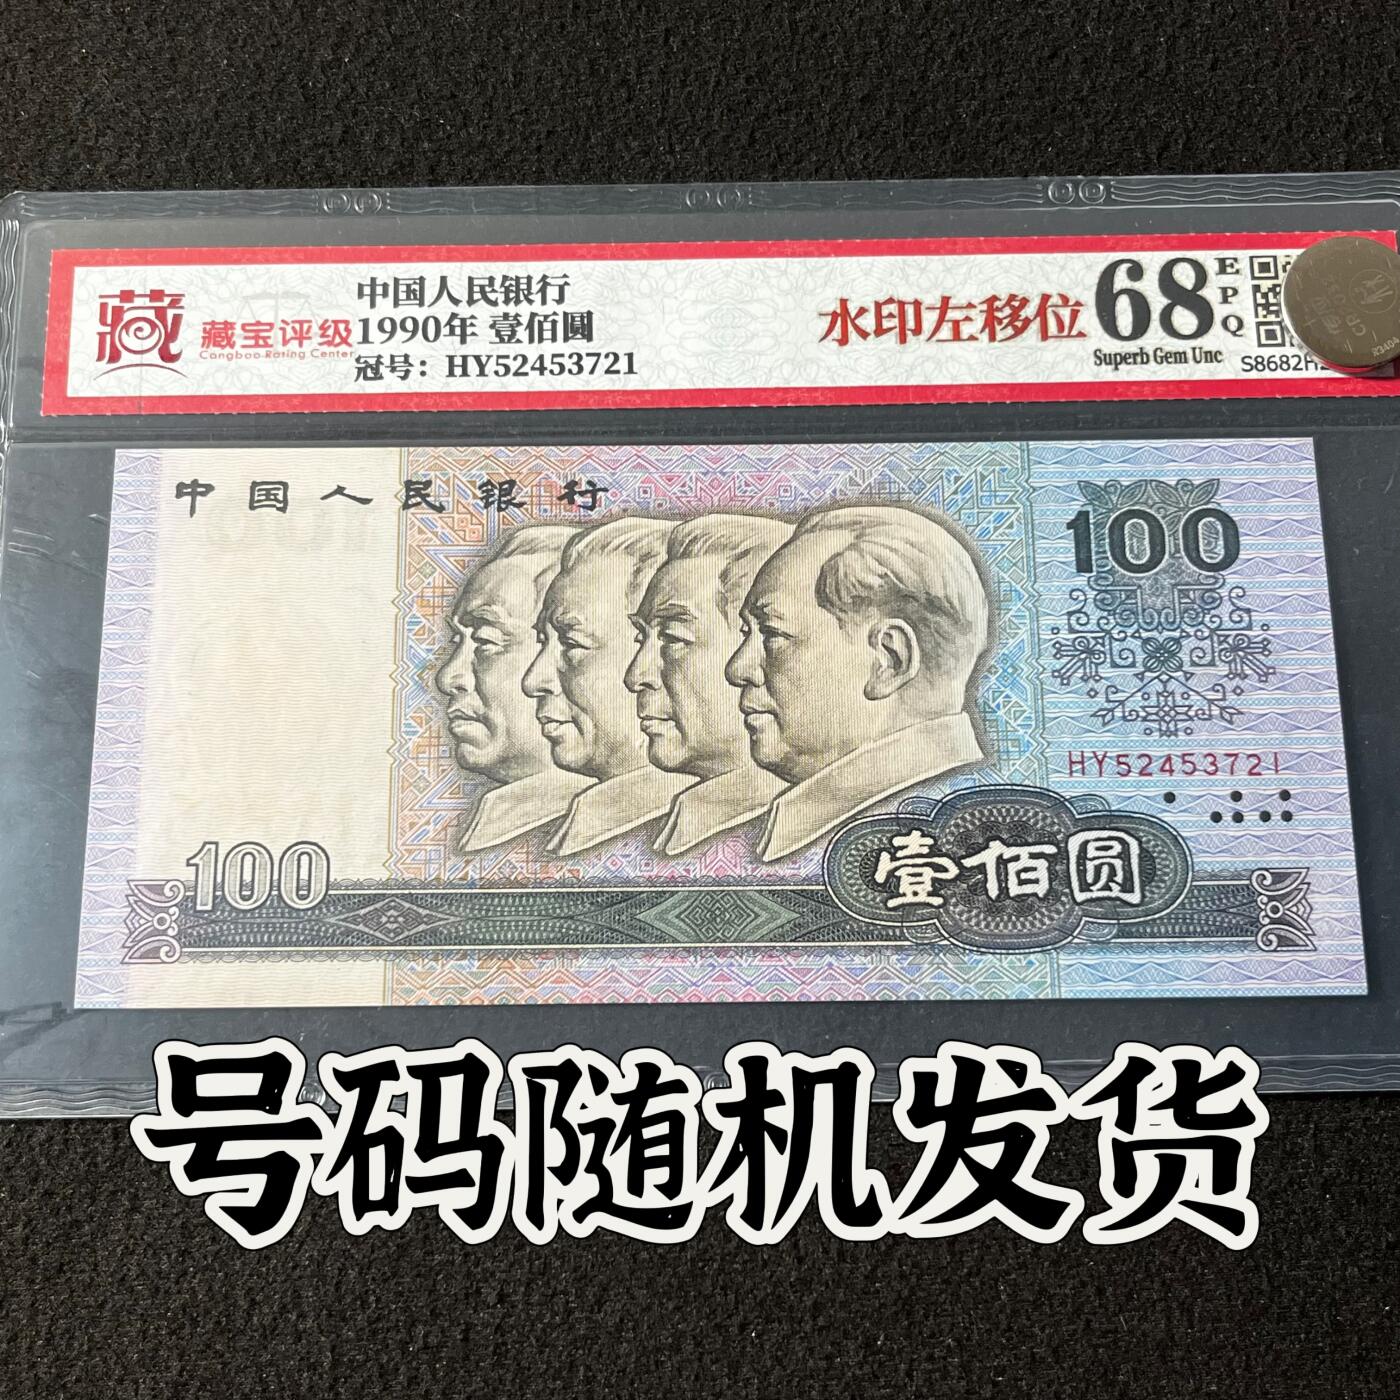 藏 藏宝评级
Cangbao Rating Center
中国人民银行
1990年 壹佰圆
冠号：HY52453721
水印左移位
68
EPQ
Superb Gem Unc
S8682H
中国人民银行
100
HY52453721
100
壹佰圆
号码随机发货